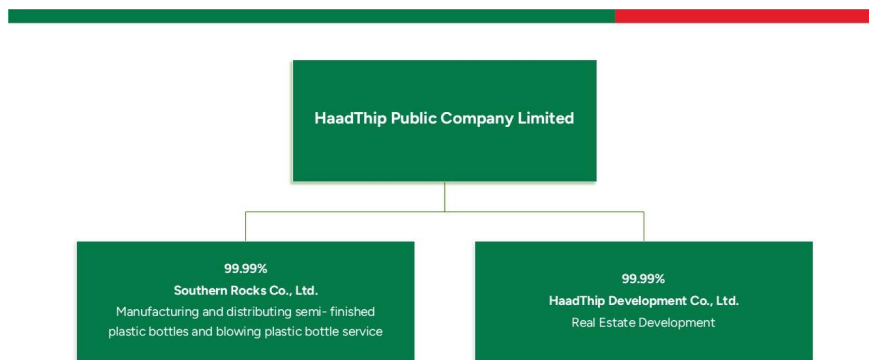 HaadThip Public Company Limited
99.99%
Southern Rocks Co., Ltd.
Manufacturing and distributing semi- finished
plastic bottles and blowing plastic bottle service
99.99%
HaadThip Development Co., Ltd.
Real Estate Development